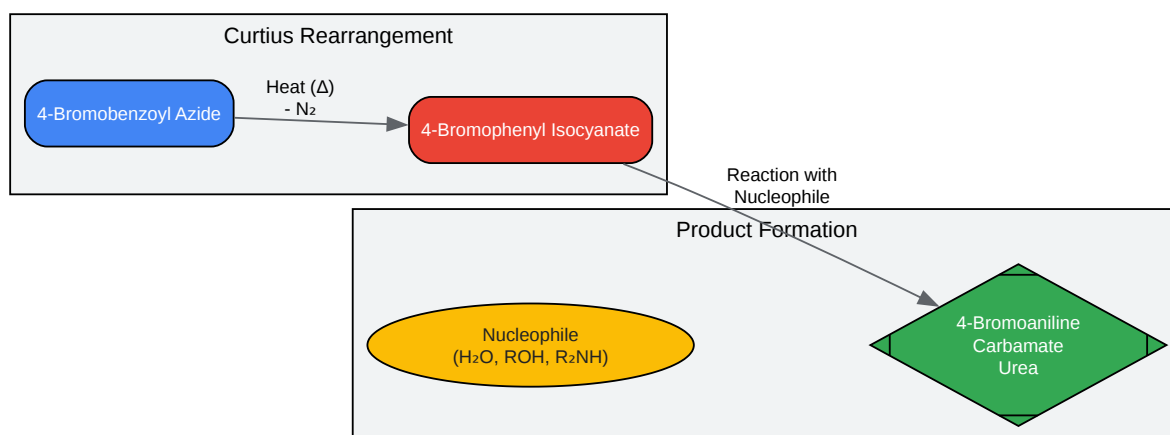 Curtius Rearrangement
4-Bromobenzoyl Azide
Heat (Δ)
- N₂
4-Bromophenyl Isocyanate
Reaction with
Nucleophile
Product Formation
Nucleophile
(H₂O, ROH, R₂NH)
4-Bromoaniline
Carbamate
Urea